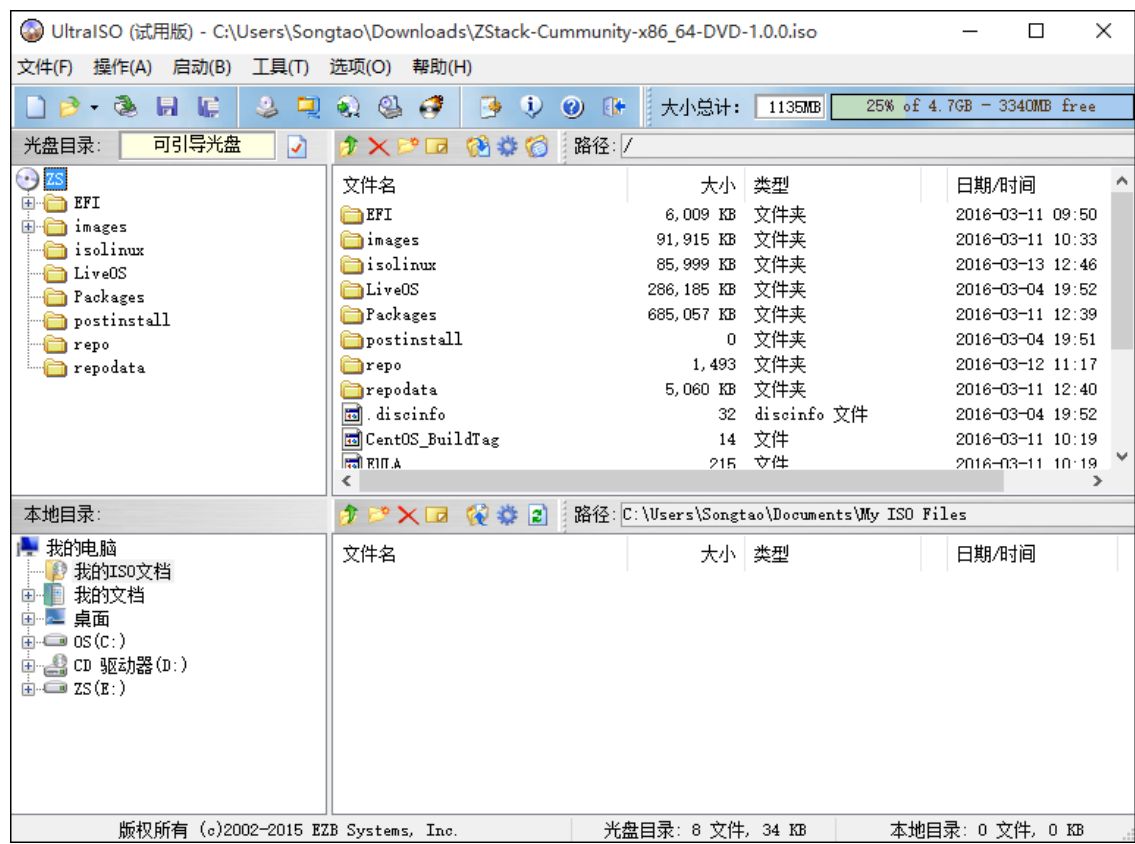 UltraISO (试用版) - C:\Users\Songtao\Downloads\ZStack-Cummunity-x86_64-DVD-1.0.0.iso
文件(F) 操作(A) 启动(B) 工具(T) 选项(O) 帮助(H)
大小总计: 1135MB 25% of 4.7GB - 3340MB free
光盘目录: 可引导光盘 路径: /
ZS
EFI
images
isolinux
LiveOS
Packages
postinstall
repo
repodata
文件名 大小 类型 日期/时间
EFI 6,009 KB 文件夹 2016-03-11 09:50
images 91,915 KB 文件夹 2016-03-11 10:33
isolinux 85,999 KB 文件夹 2016-03-13 12:46
LiveOS 286,185 KB 文件夹 2016-03-04 19:52
Packages 685,057 KB 文件夹 2016-03-11 12:39
postinstall 0 文件夹 2016-03-04 19:51
repo 1,493 文件夹 2016-03-12 11:17
repodata 5,060 KB 文件夹 2016-03-11 12:40
.discinfo 32 discinfo 文件 2016-03-04 19:52
CentOS_BuildTag 14 文件 2016-03-11 10:19
EULA 215 文件 2016-03-11 10:19
本地目录: 路径: C:\Users\Songtao\Documents\My ISO Files
我的电脑
我的ISO文档
我的文档
桌面
OS(C:)
CD 驱动器(D:)
ZS(E:)
文件名 大小 类型 日期/时间
版权所有 (c)2002-2015 EZB Systems, Inc. 光盘目录: 8 文件, 34 KB 本地目录: 0 文件, 0 KB